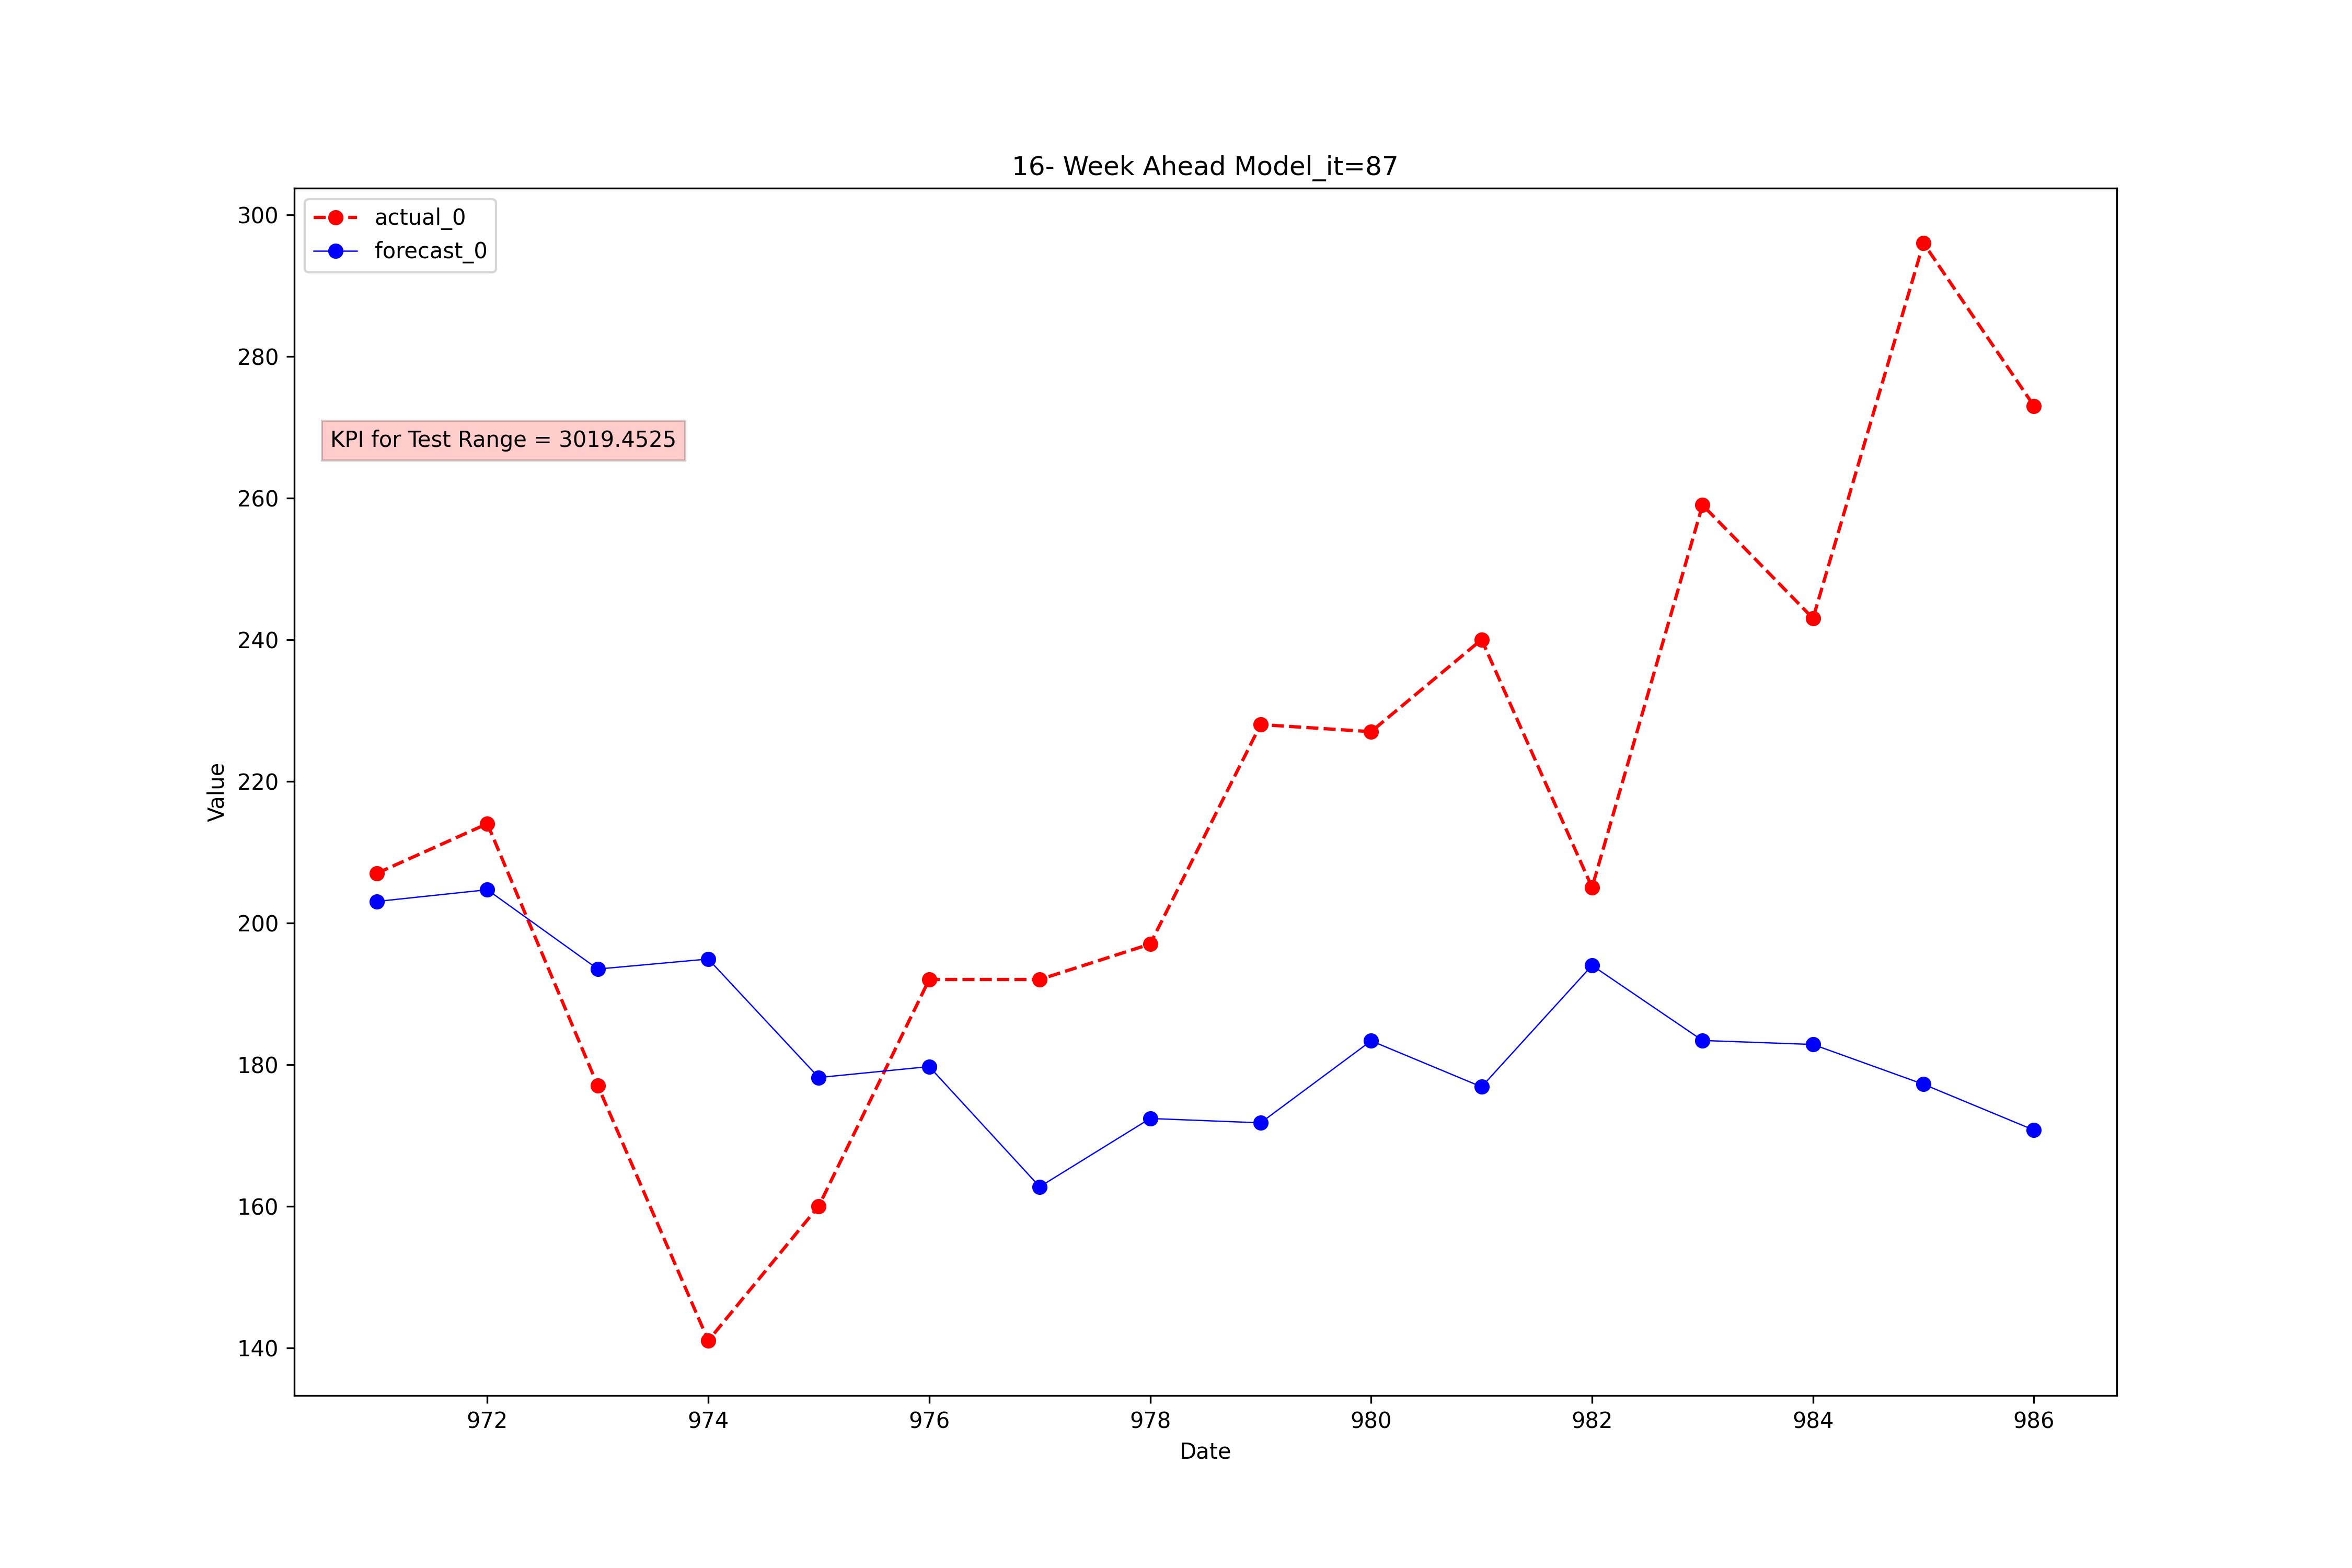 16- Week Ahead Model_it=87
actual_0
forecast_0
KPI for Test Range = 3019.4525
300
280
260
240
220
200
180
160
140
Value
972 974 976 978 980 982 984 986
Date